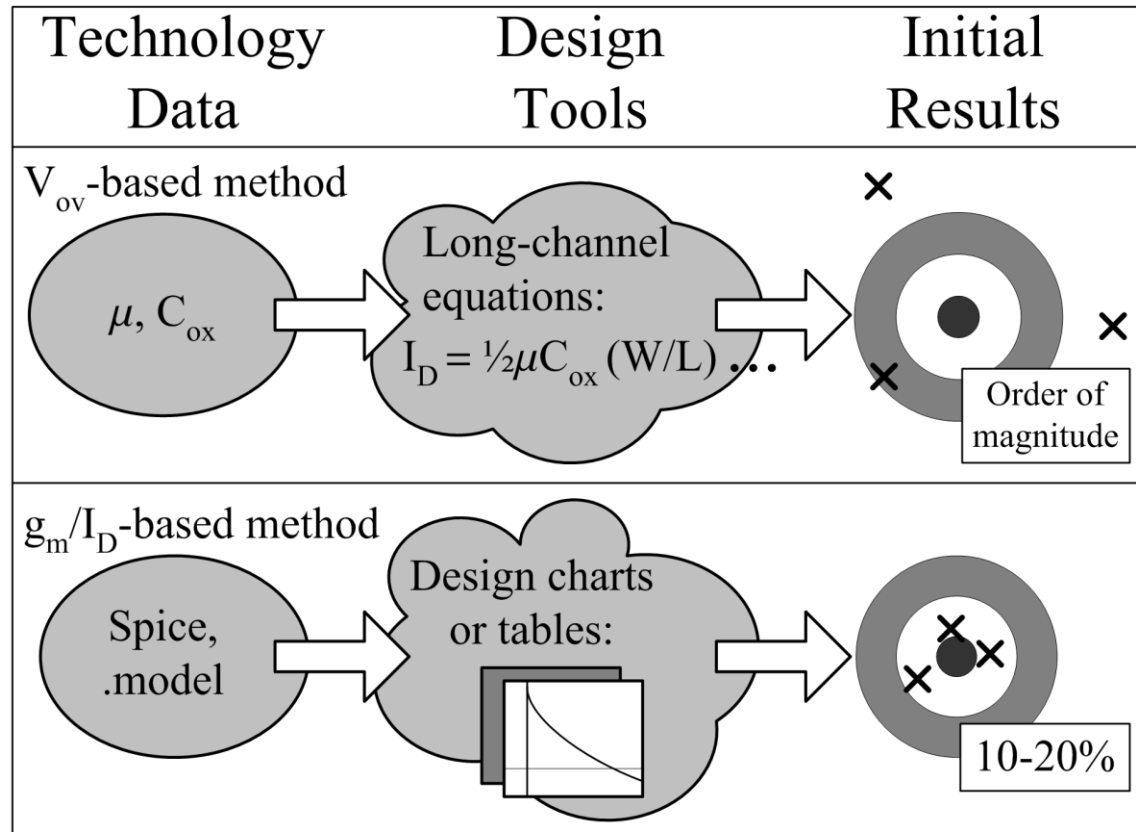 Technology
Data
Design
Tools
Initial
Results
V_ov-based method
μ, C_ox
Long-channel
equations:
I_D = ½μC_ox (W/L) ...
Order of
magnitude
g_m/I_D-based method
Spice,
.model
Design charts
or tables:
10-20%